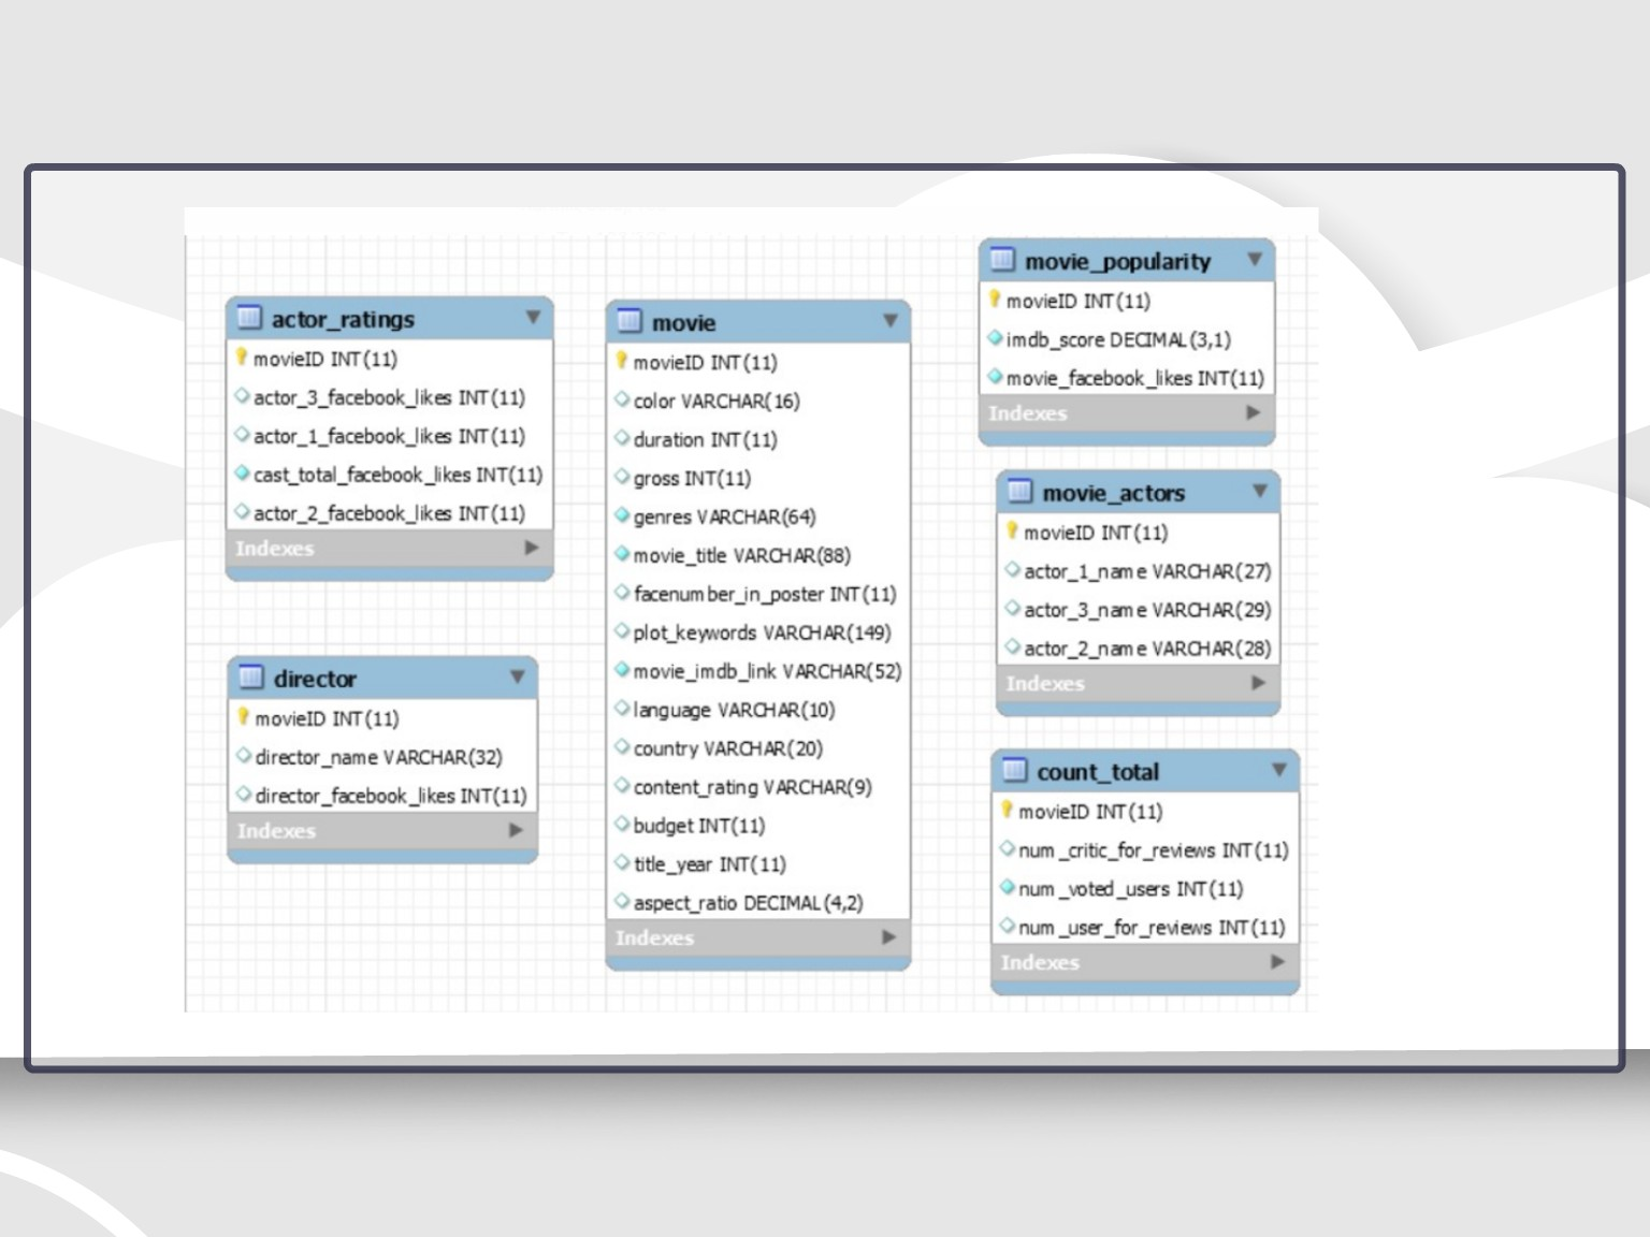 actor_ratings
movieID INT(11)
actor_3_facebook_likes INT(11)
actor_1_facebook_likes INT(11)
cast_total_facebook_likes INT(11)
actor_2_facebook_likes INT(11)
Indexes
director
movieID INT(11)
director_name VARCHAR(32)
director_facebook_likes INT(11)
Indexes
movie
movieID INT(11)
color VARCHAR(16)
duration INT(11)
gross INT(11)
genres VARCHAR(64)
movie_title VARCHAR(88)
facenumber_in_poster INT(11)
plot_keywords VARCHAR(149)
movie_imdb_link VARCHAR(52)
language VARCHAR(10)
country VARCHAR(20)
content_rating VARCHAR(9)
budget INT(11)
title_year INT(11)
aspect_ratio DECIMAL(4,2)
Indexes
movie_popularity
movieID INT(11)
imdb_score DECIMAL(3,1)
movie_facebook_likes INT(11)
Indexes
movie_actors
movieID INT(11)
actor_1_name VARCHAR(27)
actor_3_name VARCHAR(29)
actor_2_name VARCHAR(28)
Indexes
count_total
movieID INT(11)
num_critic_for_reviews INT(11)
num_voted_users INT(11)
num_user_for_reviews INT(11)
Indexes